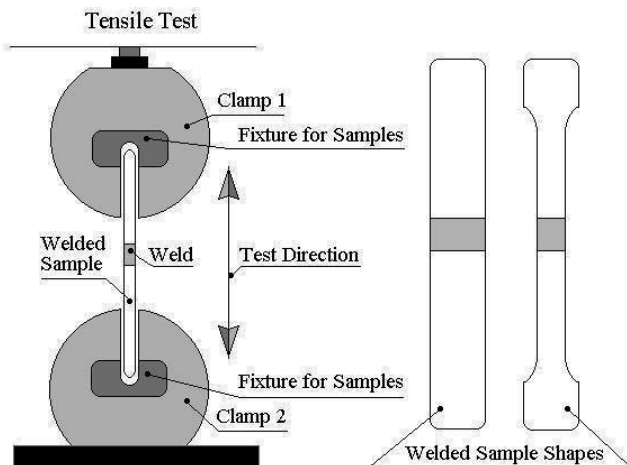 Tensile Test
Clamp 1
Fixture for Samples
Welded
Sample
Weld
Test Direction
Fixture for Samples
Clamp 2
Welded Sample Shapes